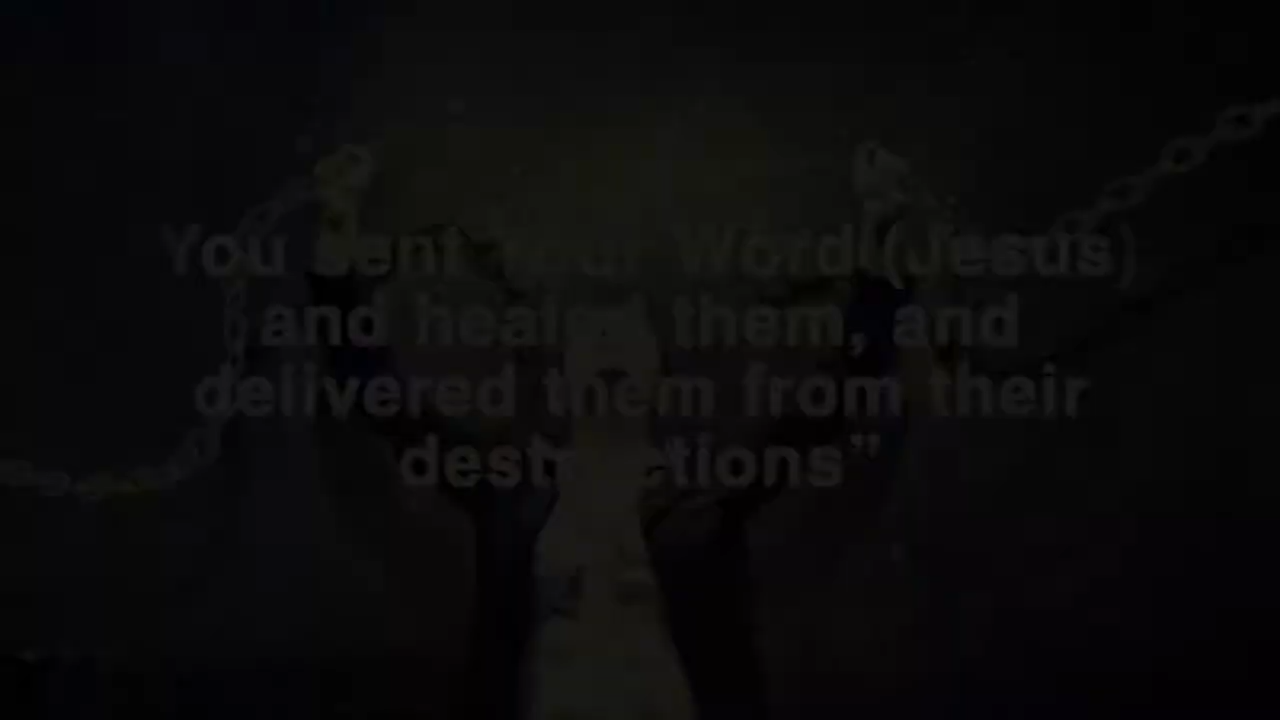 You sent your Word (Jesus)
and healed them, and
delivered them from their
destructions"